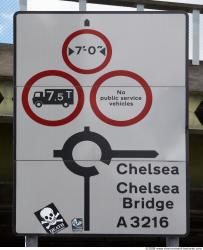 7'-0"
7.5T
No
public service
vehicles
Chelsea
Chelsea
Bridge
A3216